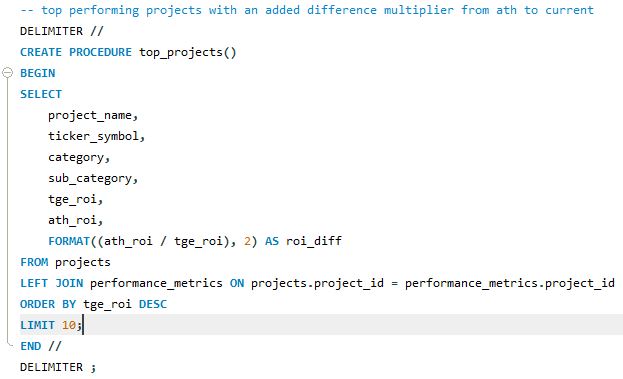 -- top performing projects with an added difference multiplier from ath to current
DELIMITER //
CREATE PROCEDURE top_projects()
BEGIN
SELECT
    project_name,
    ticker_symbol,
    category,
    sub_category,
    tge_roi,
    ath_roi,
    FORMAT((ath_roi / tge_roi), 2) AS roi_diff
FROM projects
LEFT JOIN performance_metrics ON projects.project_id = performance_metrics.project_id
ORDER BY tge_roi DESC
LIMIT 10;
END //
DELIMITER ;